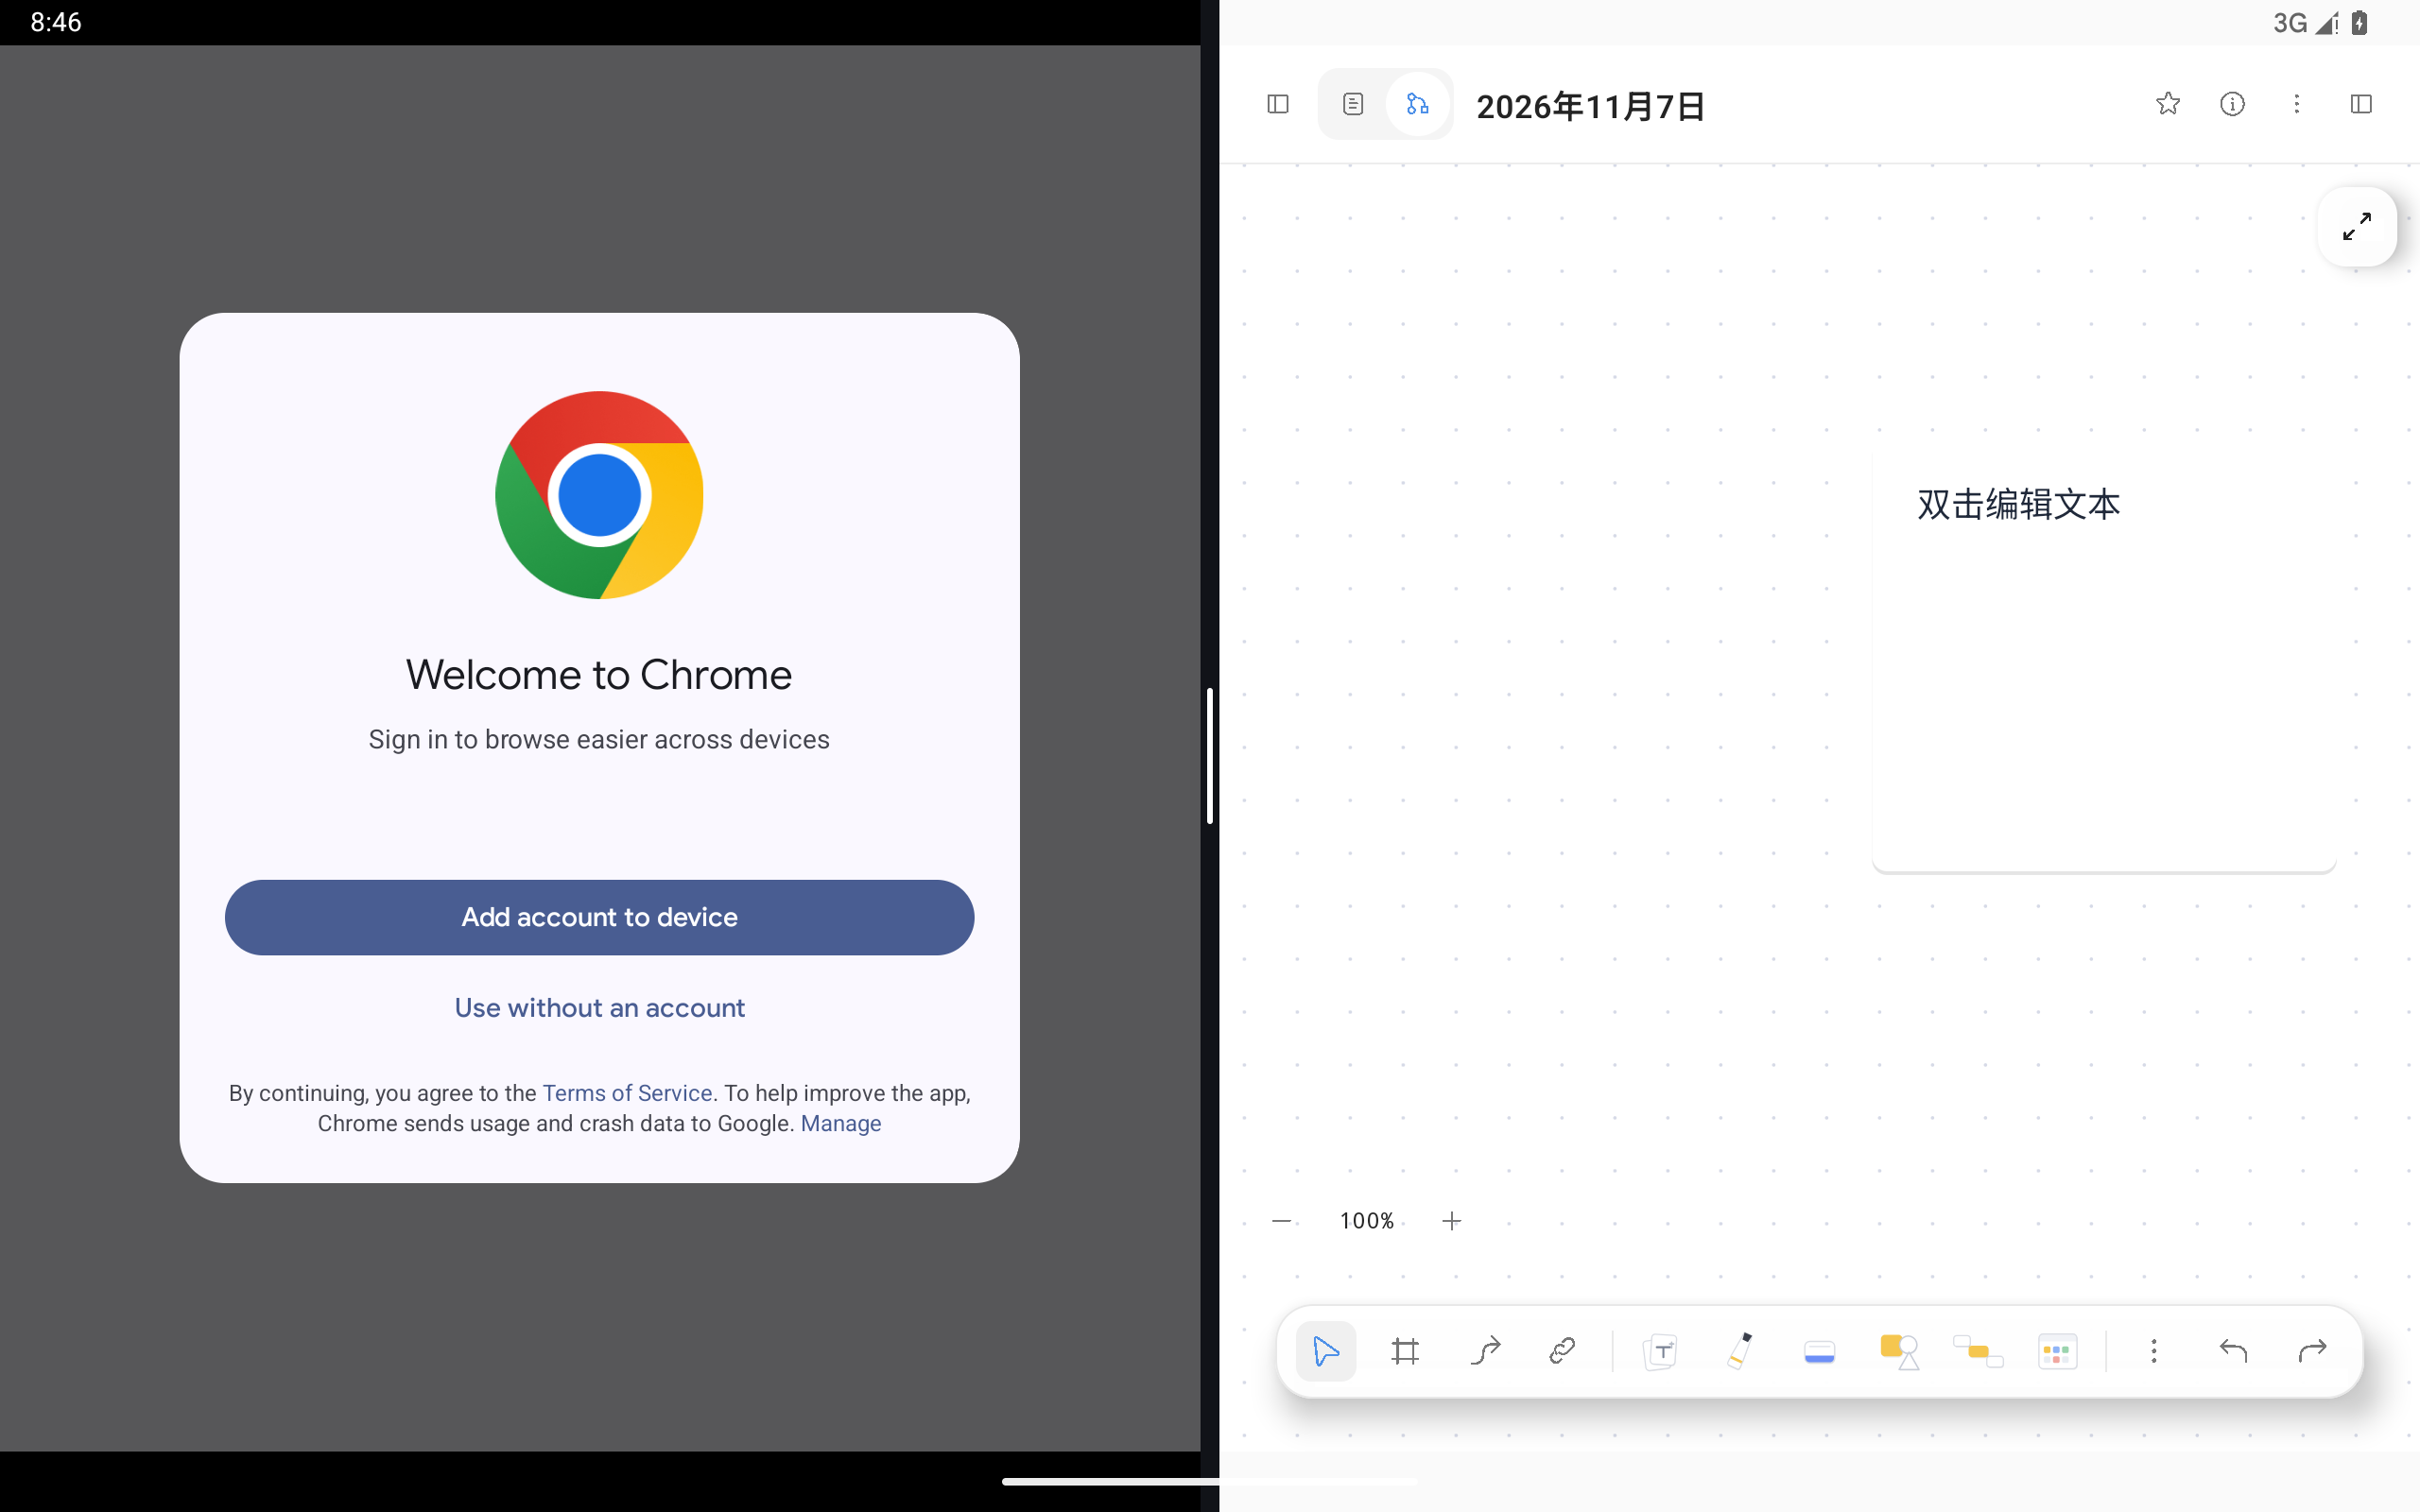 8:46
Welcome to Chrome
Sign in to browse easier across devices
Add account to device
Use without an account
By continuing, you agree to the Terms of Service. To help improve the app,
Chrome sends usage and crash data to Google. Manage
3G
2026年11月7日
双击编辑文本
100%
T